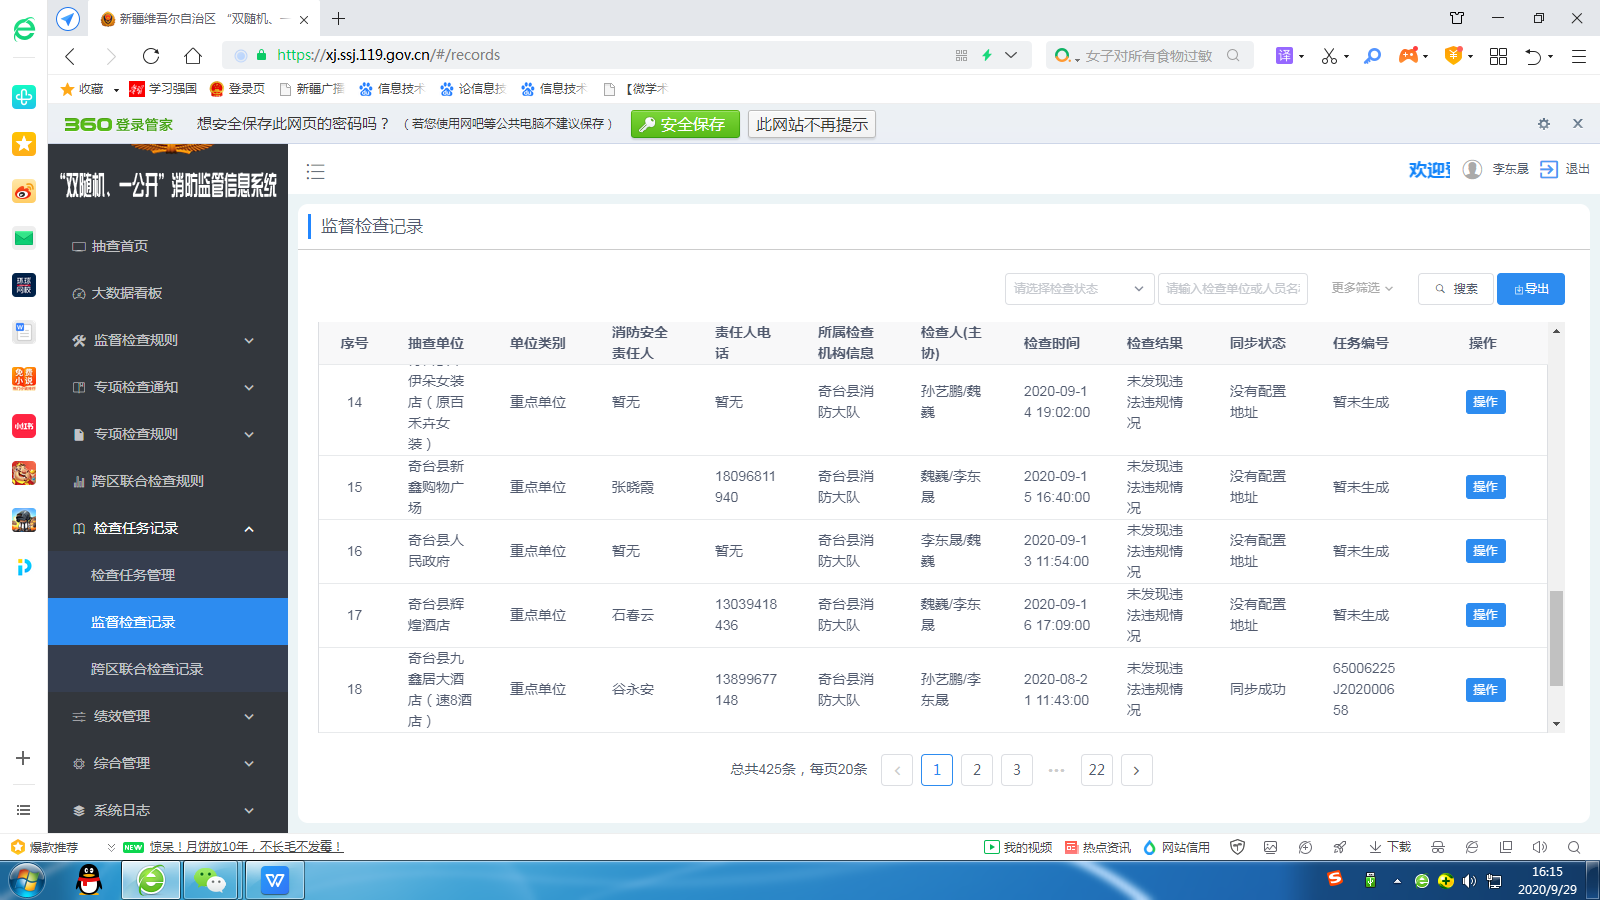 新疆维吾尔自治区 “双随机、一
https://xj.ssj.119.gov.cn/#/records
女子对所有食物过敏
译
收藏
学习强国
登录页
新疆广播
信息技术
论信息技
信息技术
【微学术
360登录管家
想安全保存此网页的密码吗？
（若您使用网吧等公共电脑不建议保存）
安全保存
此网站不再提示
“双随机、一公开”消防监管信息系统
欢迎登
李东晟
退出
监督检查记录
抽查首页
大数据看板
监督检查规则
专项检查通知
专项检查规则
跨区联合检查规则
检查任务记录
检查任务管理
监督检查记录
跨区联合检查记录
绩效管理
综合管理
系统日志
请选择检查状态
请输入检查单位或人员名称
更多筛选
搜索
导出
序号 抽查单位 单位类别 消防安全责任人 责任人电话 所属检查机构信息 检查人(主协) 检查时间 检查结果 同步状态 任务编号 操作
14 伊朵女装店（原百禾卉女装） 重点单位 暂无 暂无 奇台县消防大队 孙艺鹏/魏巍 2020-09-14 19:02:00 未发现违法违规情况 没有配置地址 暂未生成 操作
15 奇台县新鑫购物广场 重点单位 张晓霞 18096811940 奇台县消防大队 魏巍/李东晟 2020-09-15 16:40:00 未发现违法违规情况 没有配置地址 暂未生成 操作
16 奇台县人民政府 重点单位 暂无 暂无 奇台县消防大队 李东晟/魏巍 2020-09-13 11:54:00 未发现违法违规情况 没有配置地址 暂未生成 操作
17 奇台县辉煌酒店 重点单位 石春云 13039418436 奇台县消防大队 魏巍/李东晟 2020-09-16 17:09:00 未发现违法违规情况 没有配置地址 暂未生成 操作
18 奇台县九鑫居大酒店（速8酒店） 重点单位 谷永安 13899677148 奇台县消防大队 孙艺鹏/李东晟 2020-08-21 11:43:00 未发现违法违规情况 同步成功 65006225J202000658 操作
总共425条，每页20条
1 2 3 ••• 22
爆款推荐
NEW
惊呆！月饼放10年，不长毛不发霉！
我的视频
热点资讯
网站信用
下载
16:15
2020/9/29